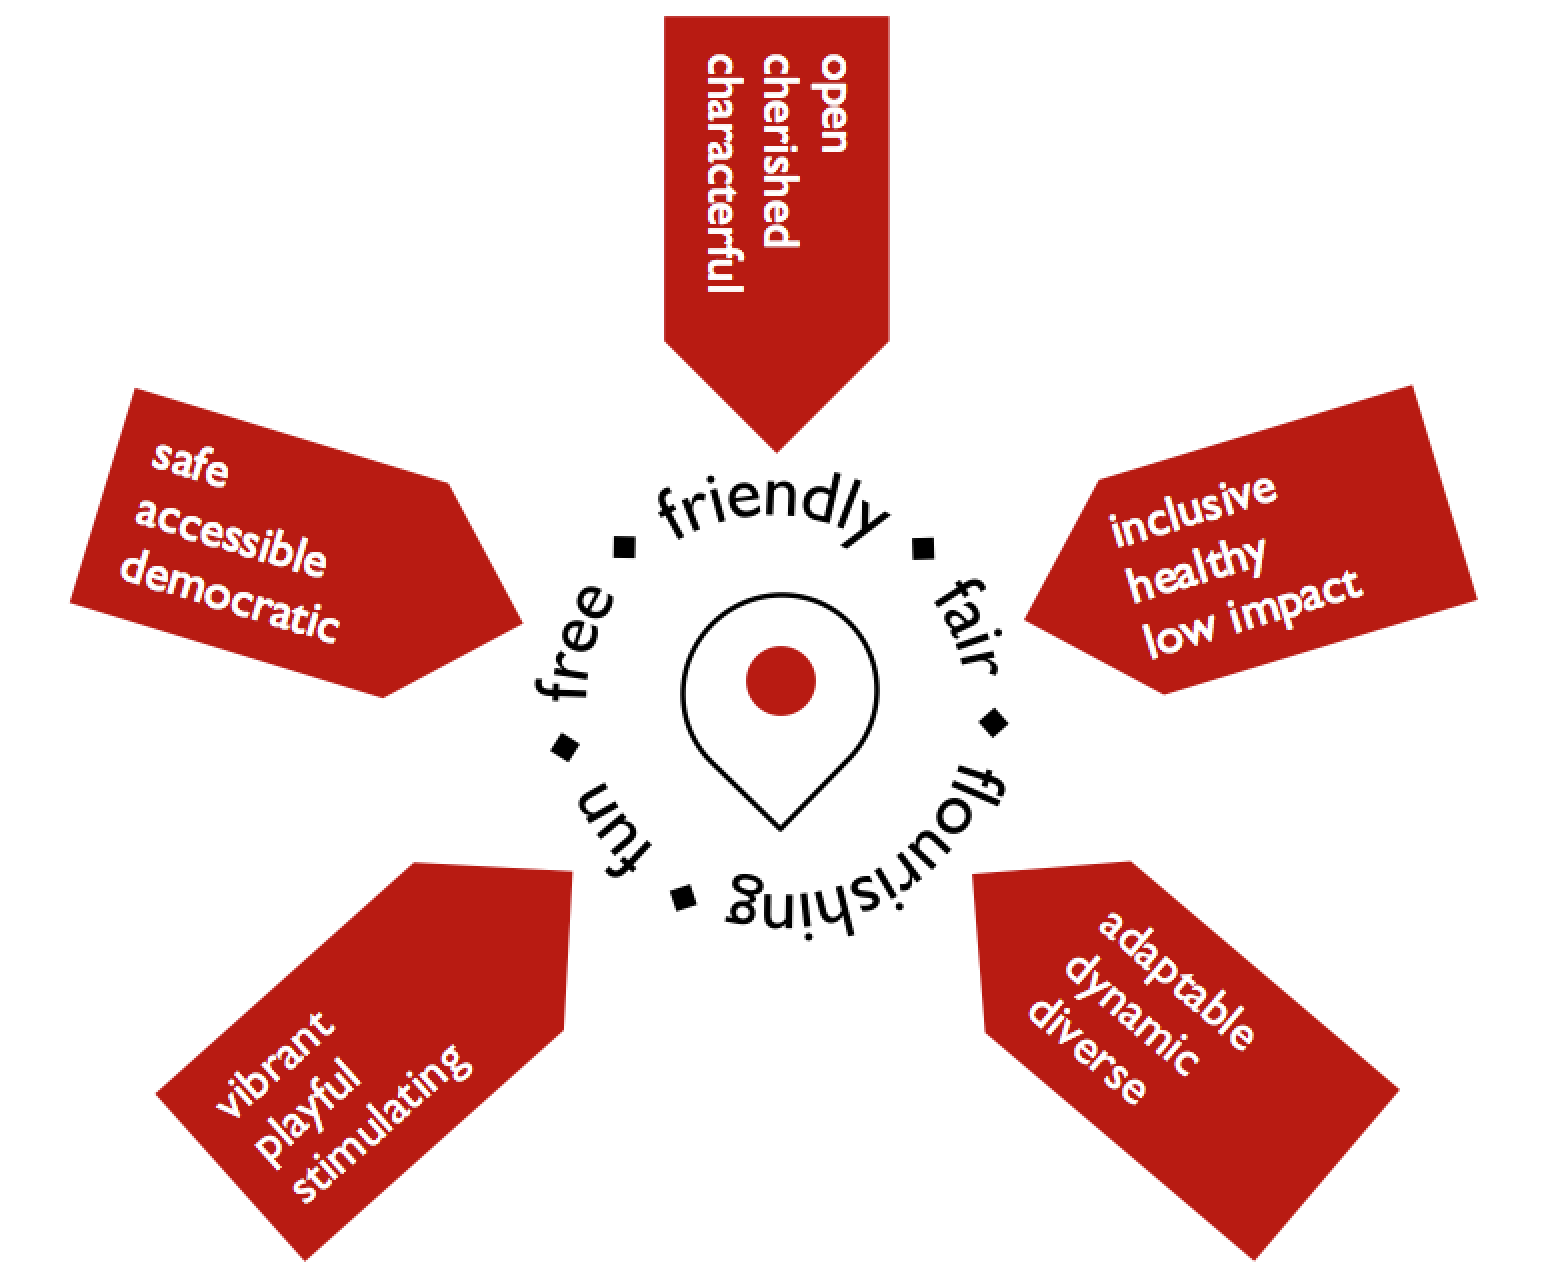 open
cherished
characterful
safe
accessible
democratic
inclusive
healthy
low impact
friendly ▪ fair ▪ flourishing ▪ fun ▪ free ▪
vibrant
playful
stimulating
adaptable
dynamic
diverse